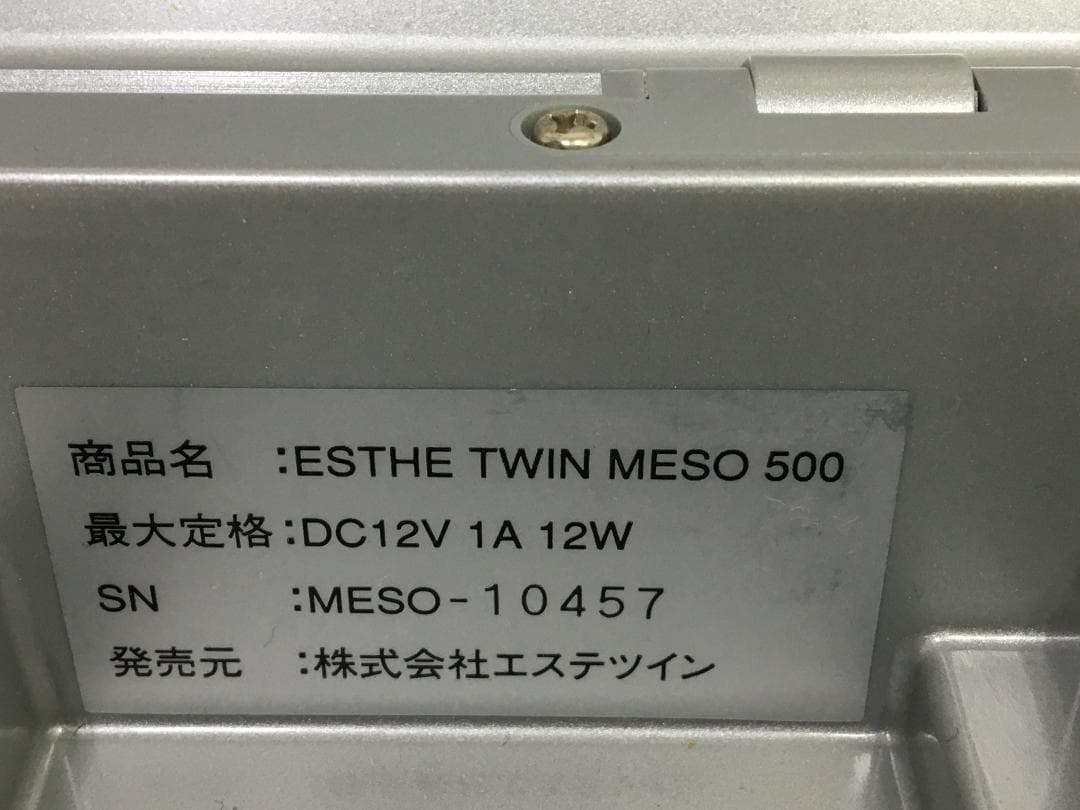 商品名　:ESTHE TWIN MESO 500
最大定格:DC12V 1A 12W
SN　:MESO-10457
発売元　:株式会社エステツイン